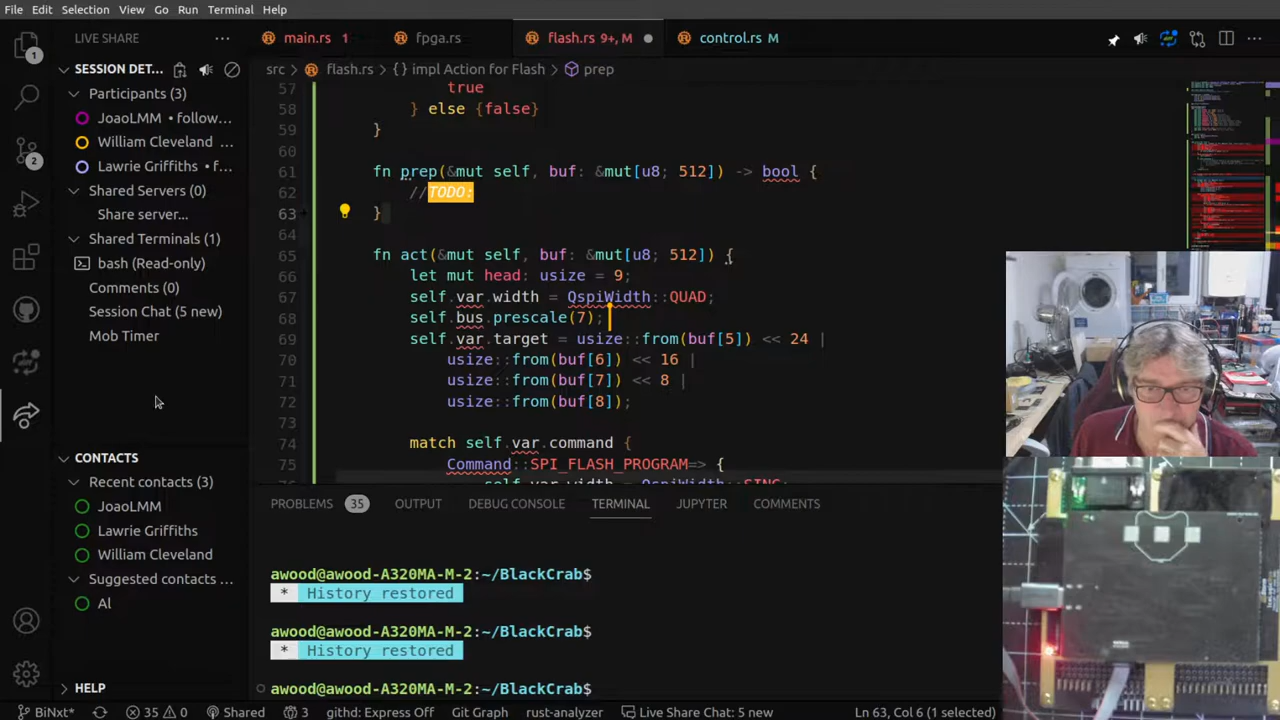 File Edit Selection View Go Run Terminal Help
LIVE SHARE ···
main.rs 1
fpga.rs
flash.rs 9+, M
control.rs M
SESSION DET...
src > flash.rs > {} impl Action for Flash > prep
Participants (3)
JoaoLMM • follow...
William Cleveland ...
Lawrie Griffiths • f...
Shared Servers (0)
Share server...
Shared Terminals (1)
bash (Read-only)
Comments (0)
Session Chat (5 new)
Mob Timer
CONTACTS
Recent contacts (3)
JoaoLMM
Lawrie Griffiths
William Cleveland
Suggested contacts ...
Al
HELP
1
2
57 true
58 } else {false}
59 }
60
61 fn prep(&mut self, buf: &mut[u8; 512]) -> bool {
62 //TODO:
63 }
64
65 fn act(&mut self, buf: &mut[u8; 512]) {
66 let mut head: usize = 9;
67 self.var.width = QspiWidth::QUAD;
68 self.bus.prescale(7);
69 self.var.target = usize::from(buf[5]) << 24 |
70 usize::from(buf[6]) << 16 |
71 usize::from(buf[7]) << 8 |
72 usize::from(buf[8]);
73
74 match self.var.command {
75 Command::SPI_FLASH_PROGRAM=> {
self.var.width = QspiWidth::SING;
PROBLEMS 35 OUTPUT DEBUG CONSOLE TERMINAL JUPYTER COMMENTS
awood@awood-A320MA-M-2:~/BlackCrab$
* History restored
awood@awood-A320MA-M-2:~/BlackCrab$
* History restored
awood@awood-A320MA-M-2:~/BlackCrab$
BiNxt* 35 0 Shared 3 githd: Express Off Git Graph rust-analyzer Live Share Chat: 5 new Ln 63, Col 6 (1 selected)